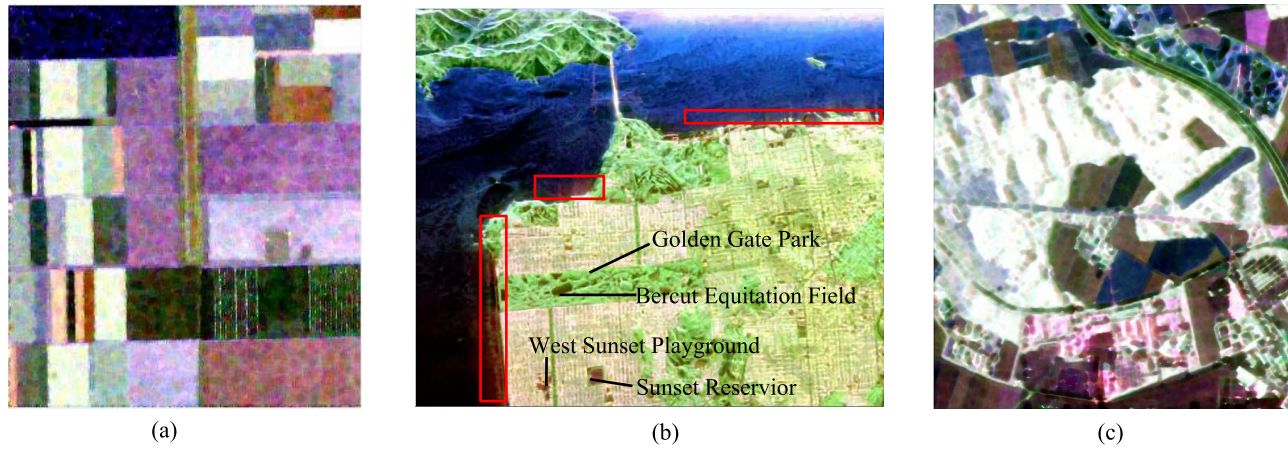 Golden Gate Park
Bercut Equitation Field
West Sunset Playground
Sunset Reservior
(a)
(b)
(c)